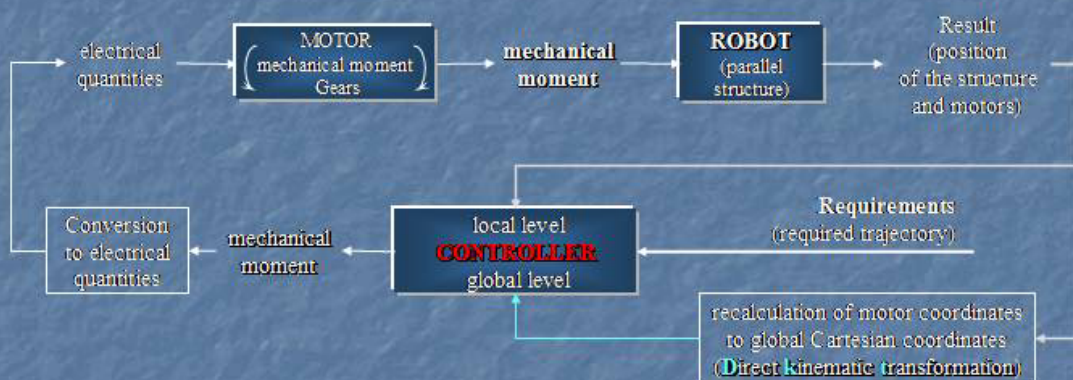 electrical
quantities
MOTOR
mechanical moment
Gears
mechanical
moment
ROBOT
(parallel
structure)
Result
(position
of the structure
and motors)
Conversion
to electrical
quantities
mechanical
moment
local level
CONTROLLER
global level
Requirements
(required trajectory)
recalculation of motor coordinates
to global Cartesian coordinates
(Direct kinematic transformation)